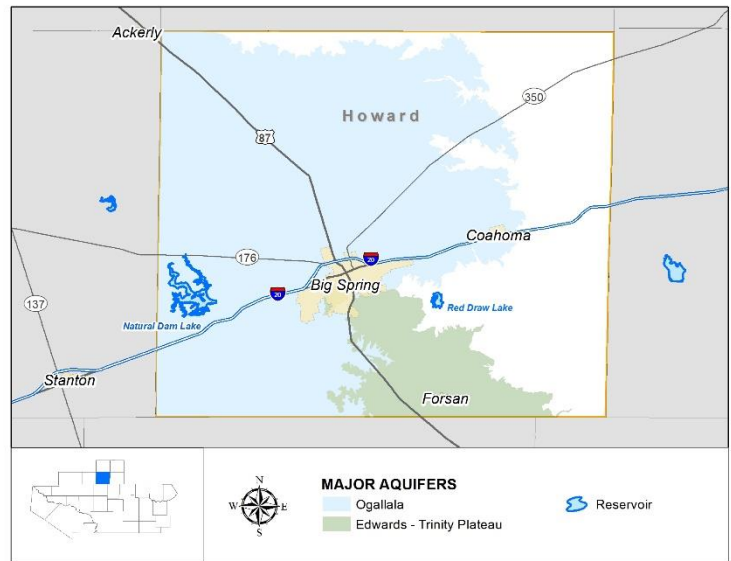 Ackerly
350
Howard
87
Coahoma
176
20
Big Spring
20
Red Draw Lake
137
Natural Dam Lake
Stanton
Forsan
N
W E
S
MAJOR AQUIFERS
Ogallala
Edwards - Trinity Plateau
Reservoir